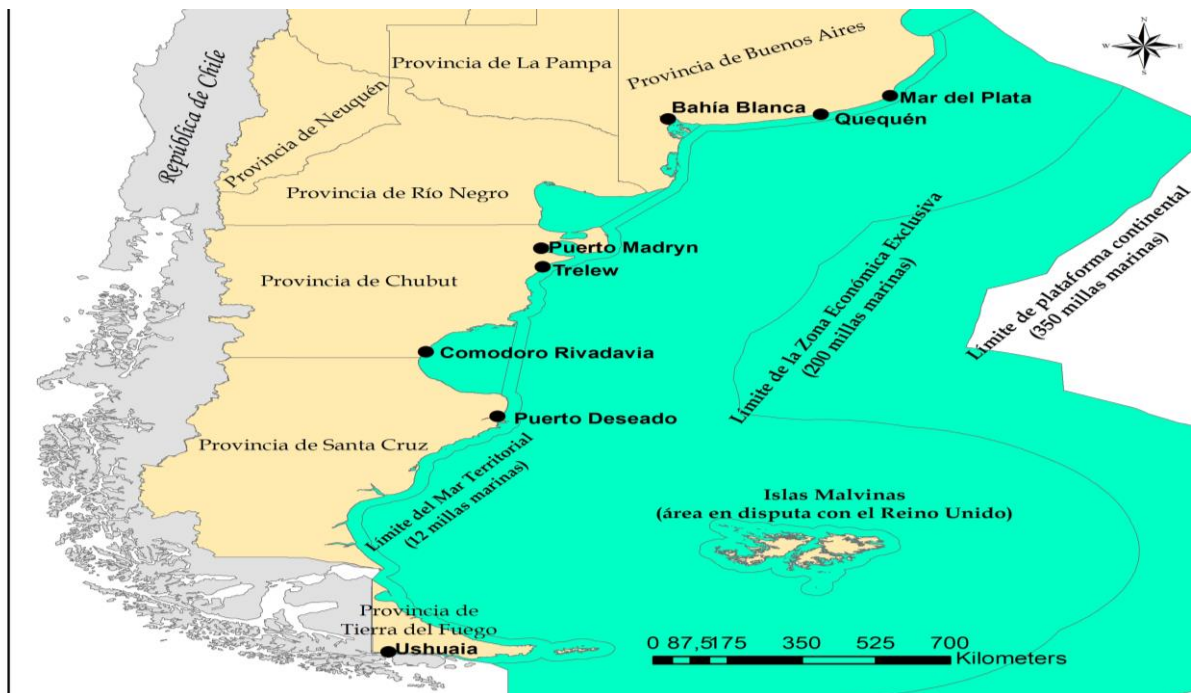 N
W E
S
Provincia de La Pampa
Provincia de Buenos Aires
República de Chile
Provincia de Neuquén
Bahía Blanca
Mar del Plata
Quequén
Provincia de Río Negro
Puerto Madryn
Trelew
Provincia de Chubut
Límite de la Zona Económica Exclusiva
(200 millas marinas)
Límite de plataforma continental
(350 millas marinas)
Comodoro Rivadavia
Puerto Deseado
Provincia de Santa Cruz
Límite del Mar Territorial
(12 millas marinas)
Islas Malvinas
(área en disputa con el Reino Unido)
Provincia de
Tierra del Fuego
Ushuaia
0 87,5 175 350 525 700
Kilometers